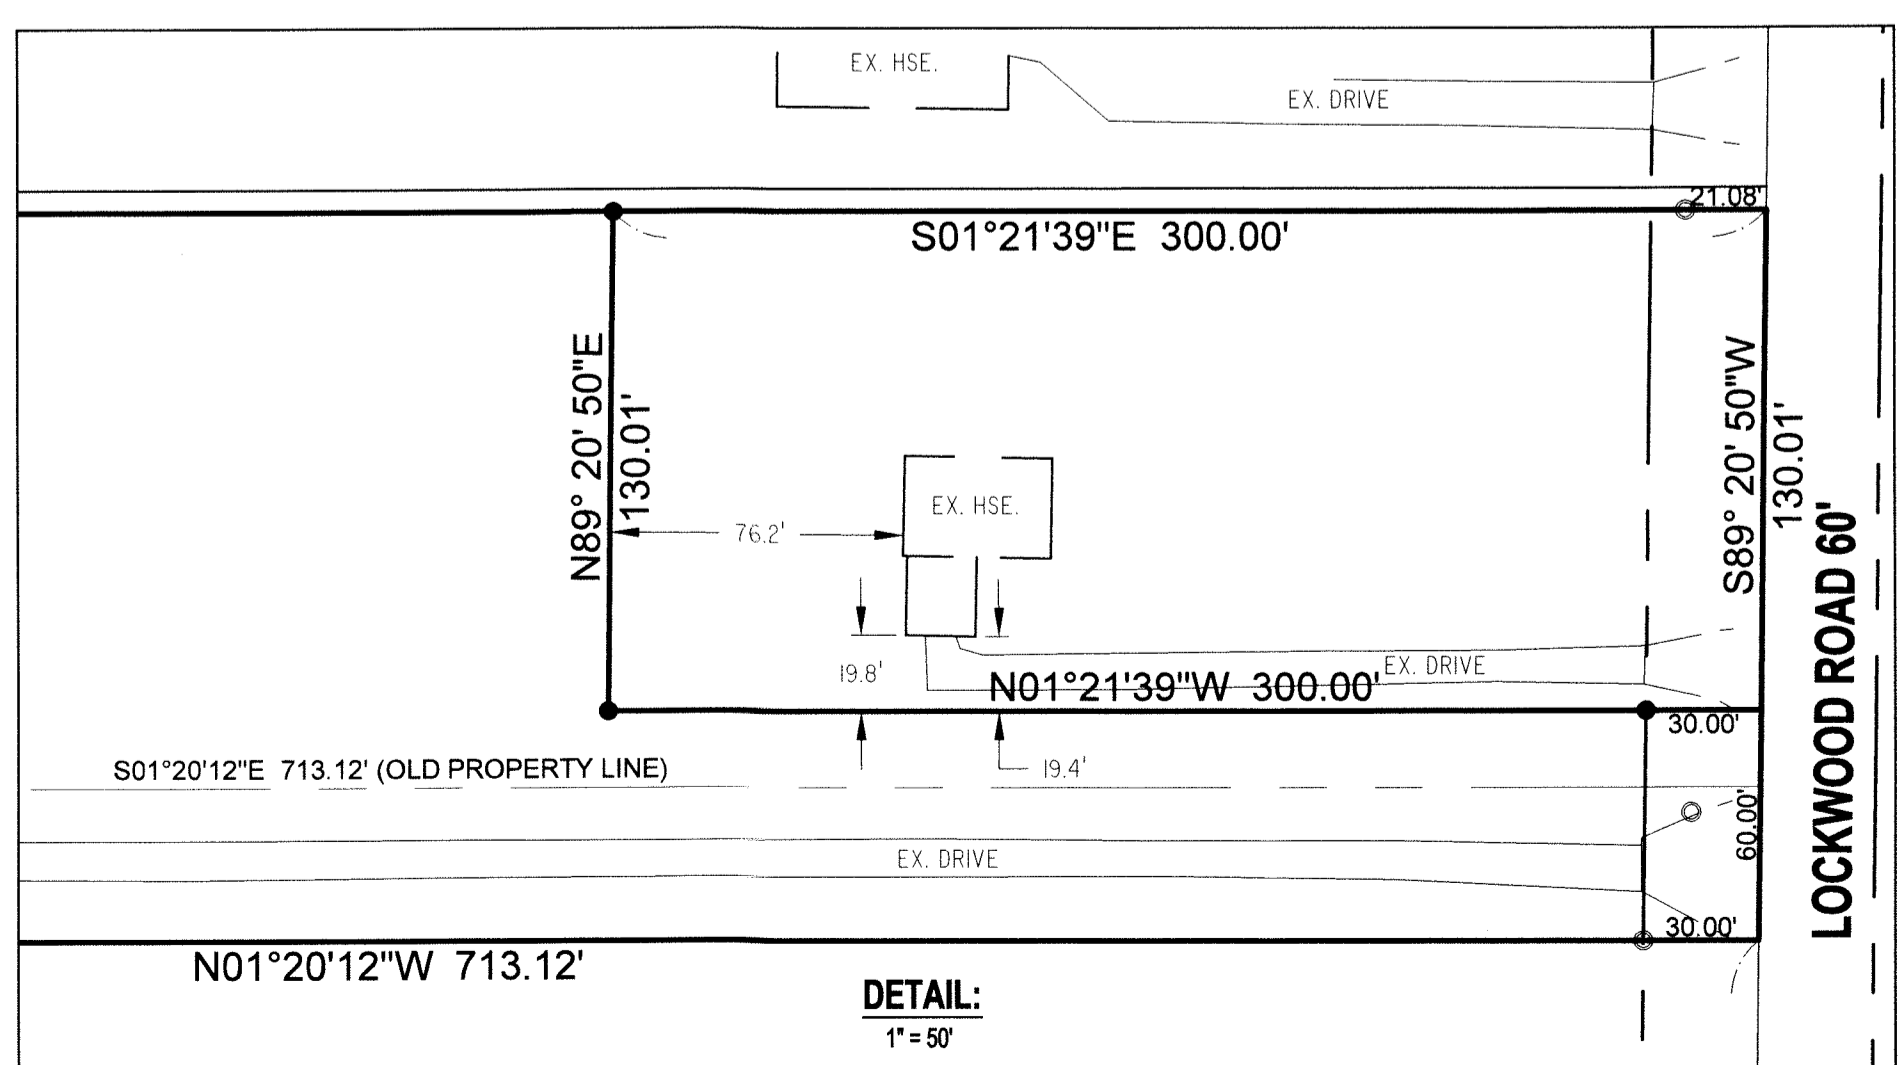 EX. HSE.
EX. DRIVE
21.08'
S01°21'39"E 300.00'
N89° 20' 50"E
130.01'
S89° 20' 50"W
130.01'
EX. HSE.
76.2'
LOCKWOOD ROAD 60'
19.8'
EX. DRIVE
N01°21'39"W 300.00'
30.00'
S01°20'12"E 713.12' (OLD PROPERTY LINE)
19.4'
60.00'
EX. DRIVE
30.00'
N01°20'12"W 713.12'
DETAIL:
1" = 50'